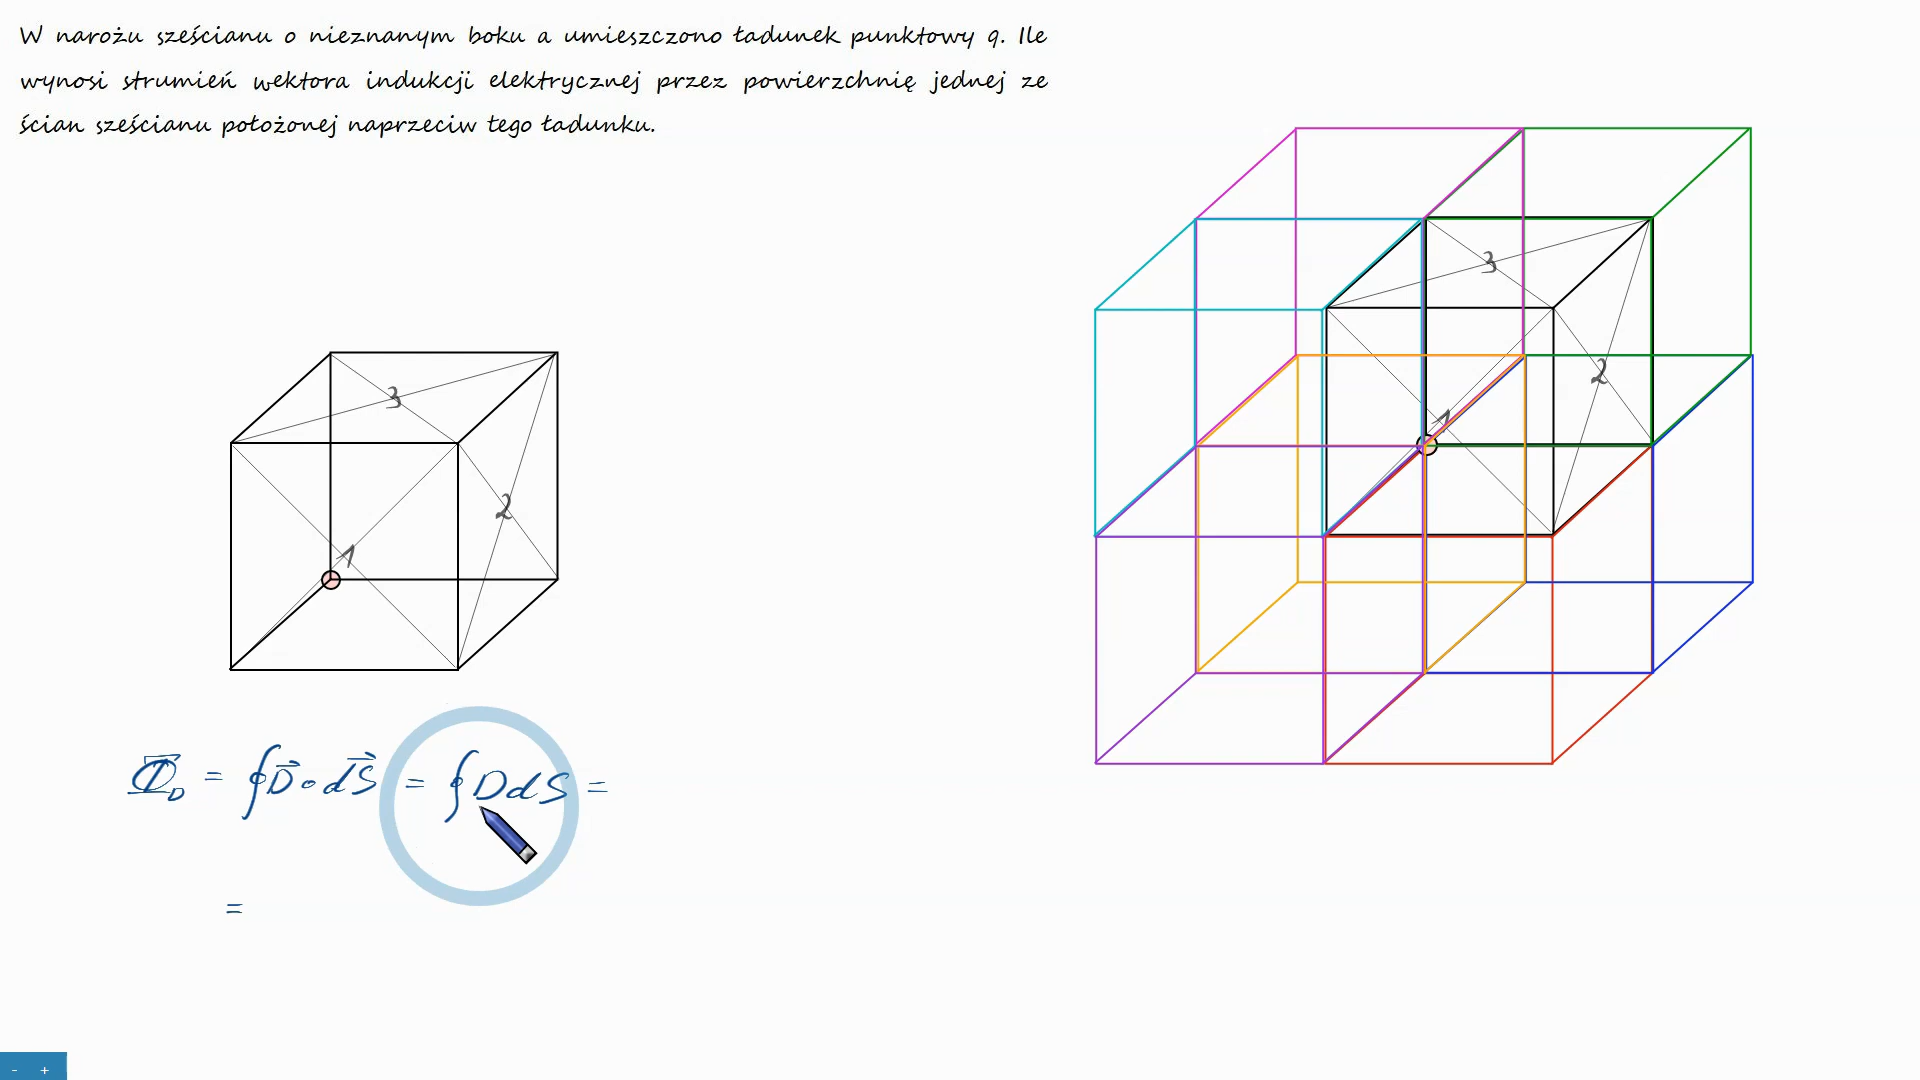 W narożu sześcianu o nieznanym boku a umieszczono ładunek punktowy q. Ile
wynosi strumień wektora indukcji elektrycznej przez powierzchnię jednej ze
ścian sześcianu położonej naprzeciw tego ładunku.
3
2
1
3
2
1
Φ_D = ∮ D⃗ ∘ dS⃗ = ∮ D dS =
=
- +